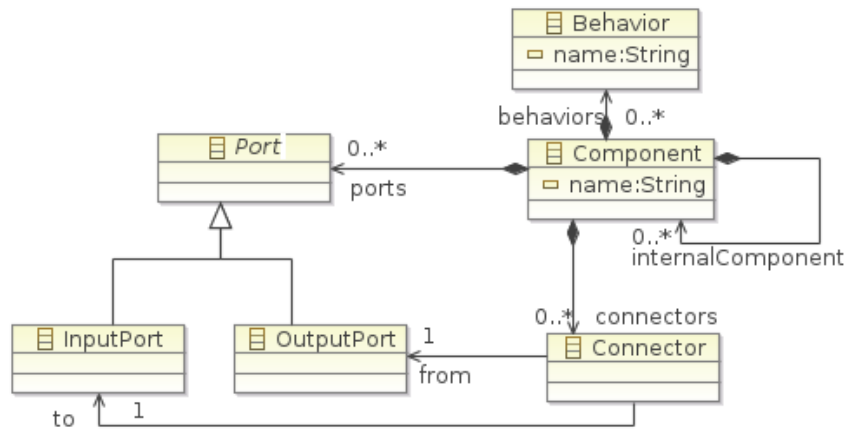 Behavior
name:String
behaviors 0..*
Port
0..*
ports
Component
name:String
0..*
internalComponent
InputPort
OutputPort
1
from
0..* connectors
Connector
to 1